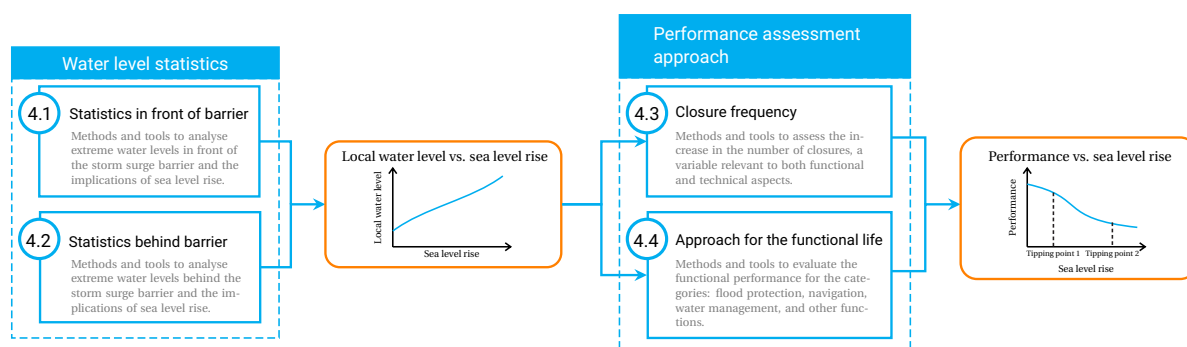 Water level statistics
4.1
Statistics in front of barrier
Methods and tools to analyse
extreme water levels in front of
the storm surge barrier and the
implications of sea level rise.
4.2
Statistics behind barrier
Methods and tools to analyse
extreme water levels behind the
storm surge barrier and the im-
plications of sea level rise.
Local water level vs. sea level rise
Local water level
Sea level rise
Performance assessment
approach
4.3
Closure frequency
Methods and tools to assess the in-
crease in the number of closures, a
variable relevant to both functional
and technical aspects.
4.4
Approach for the functional life
Methods and tools to evaluate the
functional performance for the cate-
gories: flood protection, navigation,
water management, and other func-
tions.
Performance vs. sea level rise
Performance
Tipping point 1 Tipping point 2
Sea level rise